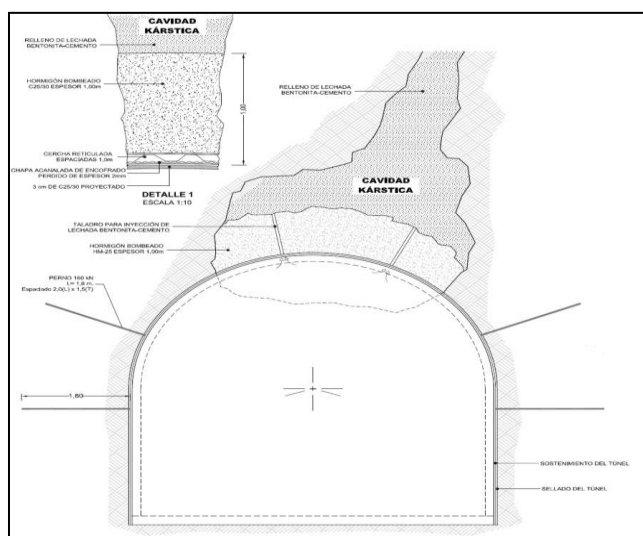 CAVIDAD
KÁRSTICA
RELLENO DE LECHADA
BENTONITA-CEMENTO
HORMIGÓN BOMBEADO
C25/30 ESPESOR 1,00m
1,00
CERCHA RETICULADA
ESPACIADAS 1,0m
CHAPA ACANALADA DE ENCOFRADO
PERDIDO DE ESPESOR 2mm
3 cm DE C25/30 PROYECTADO
DETALLE 1
ESCALA 1:10
RELLENO DE LECHADA
BENTONITA-CEMENTO
CAVIDAD
KÁRSTICA
TALADRO PARA INYECCIÓN DE
LECHADA BENTONITA-CEMENTO
HORMIGÓN BOMBEADO
HM-25 ESPESOR 1,00m
PERNO 160 kN
L= 1,8 m.
Espaciado 2,0(L) x 1,5(T)
1,80
SOSTENIMIENTO DEL TÚNEL
SELLADO DEL TÚNEL